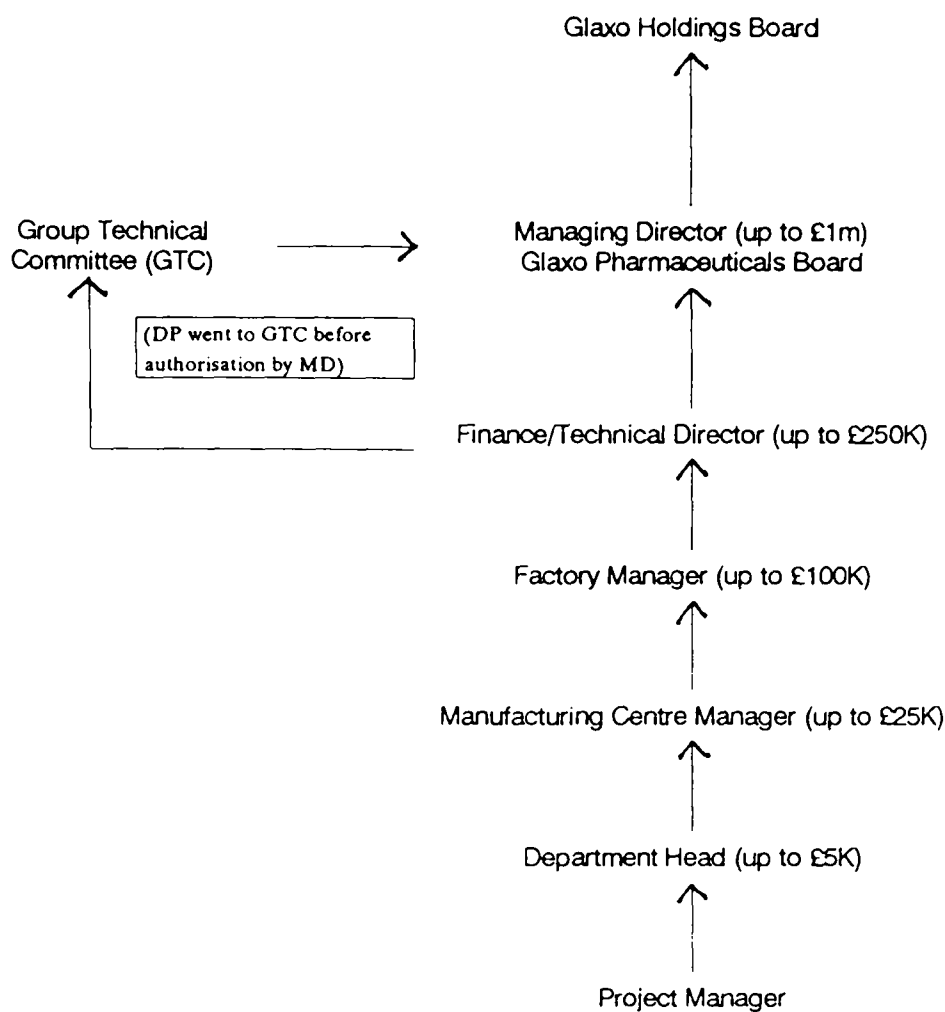 Glaxo Holdings Board
Group Technical
Committee (GTC)
Managing Director (up to £1m)
Glaxo Pharmaceuticals Board
(DP went to GTC before
authorisation by MD)
Finance/Technical Director (up to £250K)
Factory Manager (up to £100K)
Manufacturing Centre Manager (up to £25K)
Department Head (up to £5K)
Project Manager